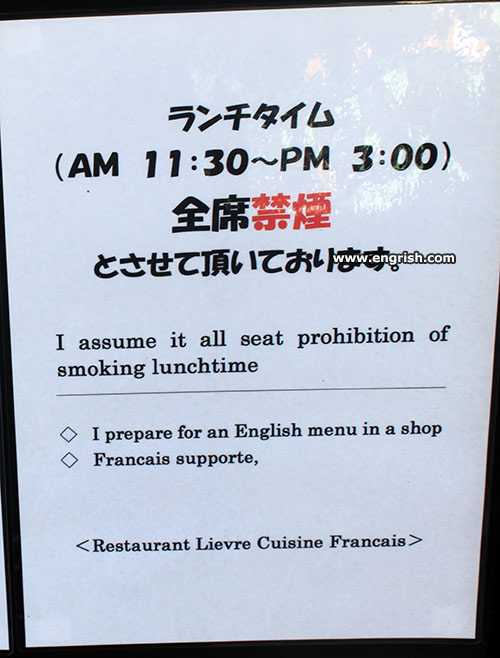 ランチタイム
(AM 11:30～PM 3:00)
全席禁煙
とさせて頂いております。
www.engrish.com
I assume it all seat prohibition of
smoking lunchtime
◇ I prepare for an English menu in a shop
◇ Francais supporte,
＜Restaurant Lievre Cuisine Francais＞